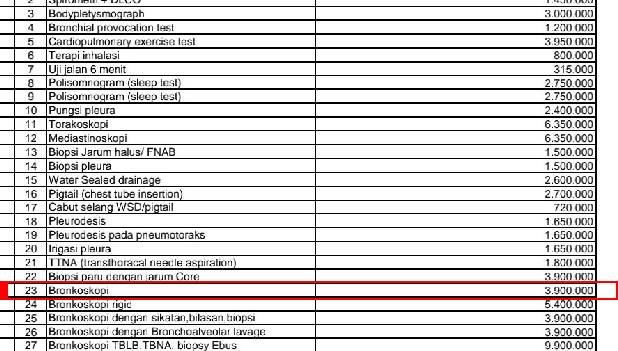 2 Spirometri + DLCO 1.450.000
3 Bodypletysmograph 3.000.000
4 Bronchial provocation test 1.200.000
5 Cardiopulmonary exercise test 3.950.000
6 Terapi inhalasi 800.000
7 Uji jalan 6 menit 315.000
8 Polisomnogram (sleep test) 2.750.000
9 Polisomnogram (sleep test) 2.750.000
10 Pungsi pleura 2.400.000
11 Torakoskopi 6.350.000
12 Mediastinoskopi 6.350.000
13 Biopsi Jarum halus/ FNAB 1.500.000
14 Biopsi pleura 1.500.000
15 Water Sealed drainage 2.600.000
16 Pigtail (chest tube insertion) 2.700.000
17 Cabut selang WSD/pigtail 720.000
18 Pleurodesis 1.650.000
19 Pleurodesis pada pneumotoraks 1.650.000
20 Irigasi pleura 1.650.000
21 TTNA (transthoracal needle aspiration) 1.800.000
22 Biopsi paru dengan jarum Core 3.900.000
23 Bronkoskopi 3.900.000
24 Bronkoskopi rigid 5.400.000
25 Bronkoskopi dengan sikatan,bilasan,biopsi 3.900.000
26 Bronkoskopi dengan Bronchoalveolar lavage 3.900.000
27 Bronkoskopi TBLB,TBNA, biopsy Ebus 9.900.000